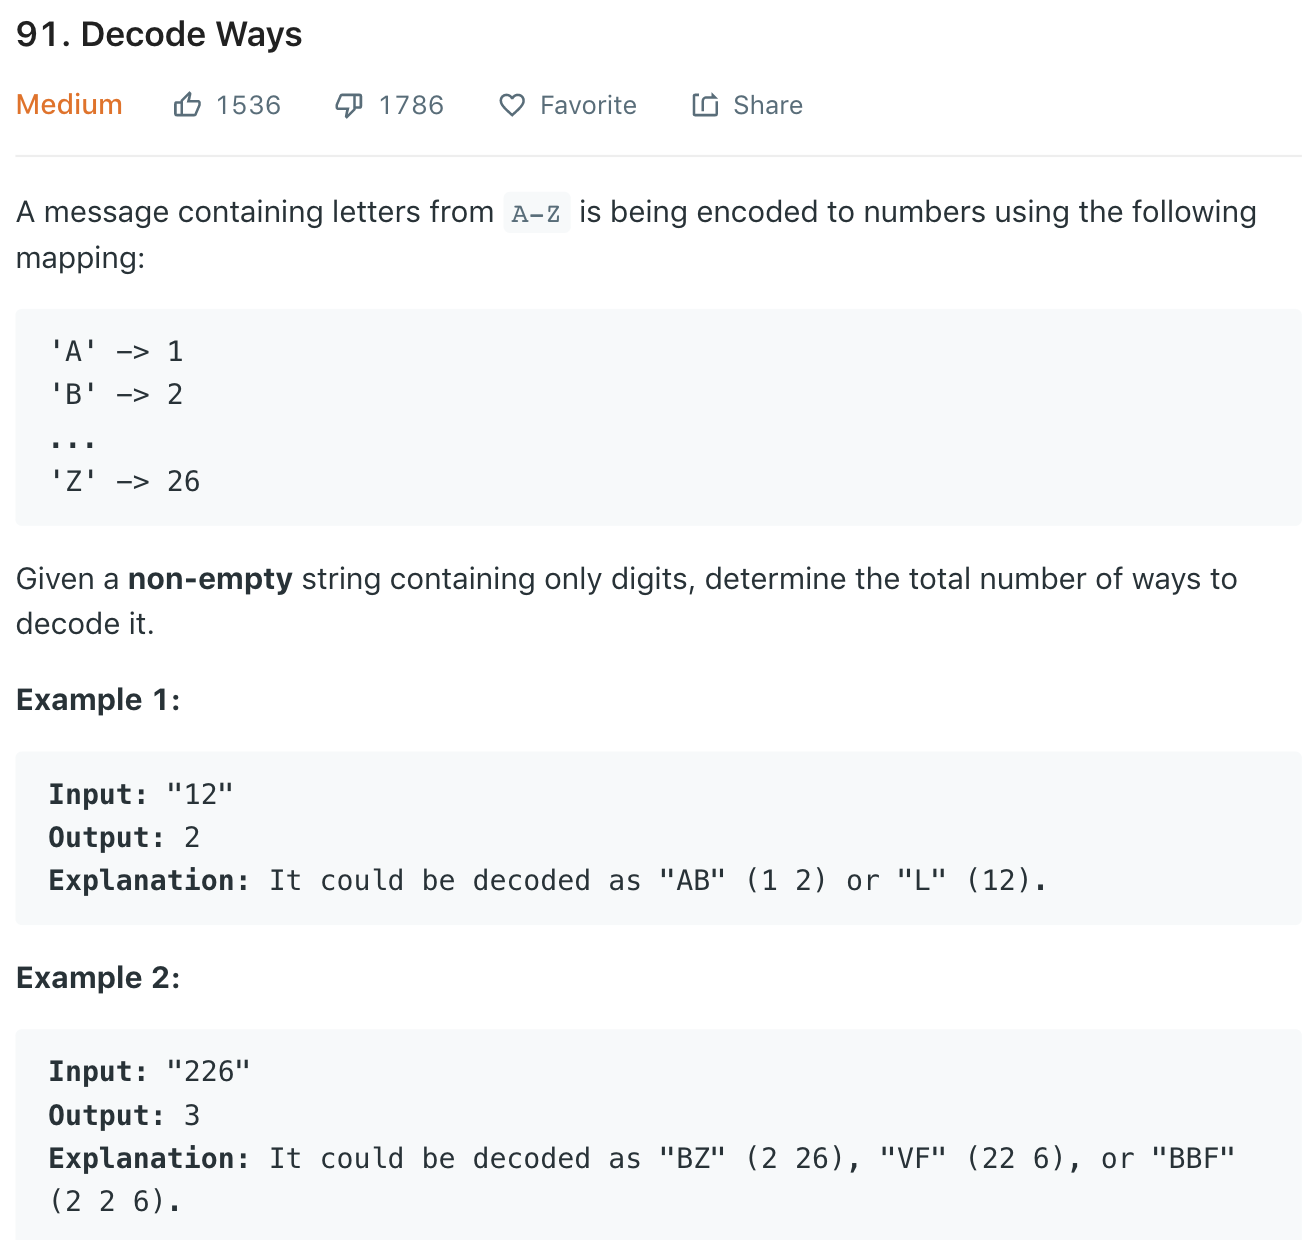 91. Decode Ways
Medium 1536 1786 Favorite Share
A message containing letters from A-Z is being encoded to numbers using the following
mapping:
'A' -> 1
'B' -> 2
...
'Z' -> 26
Given a non-empty string containing only digits, determine the total number of ways to
decode it.
Example 1:
Input: "12"
Output: 2
Explanation: It could be decoded as "AB" (1 2) or "L" (12).
Example 2:
Input: "226"
Output: 3
Explanation: It could be decoded as "BZ" (2 26), "VF" (22 6), or "BBF"
(2 2 6).